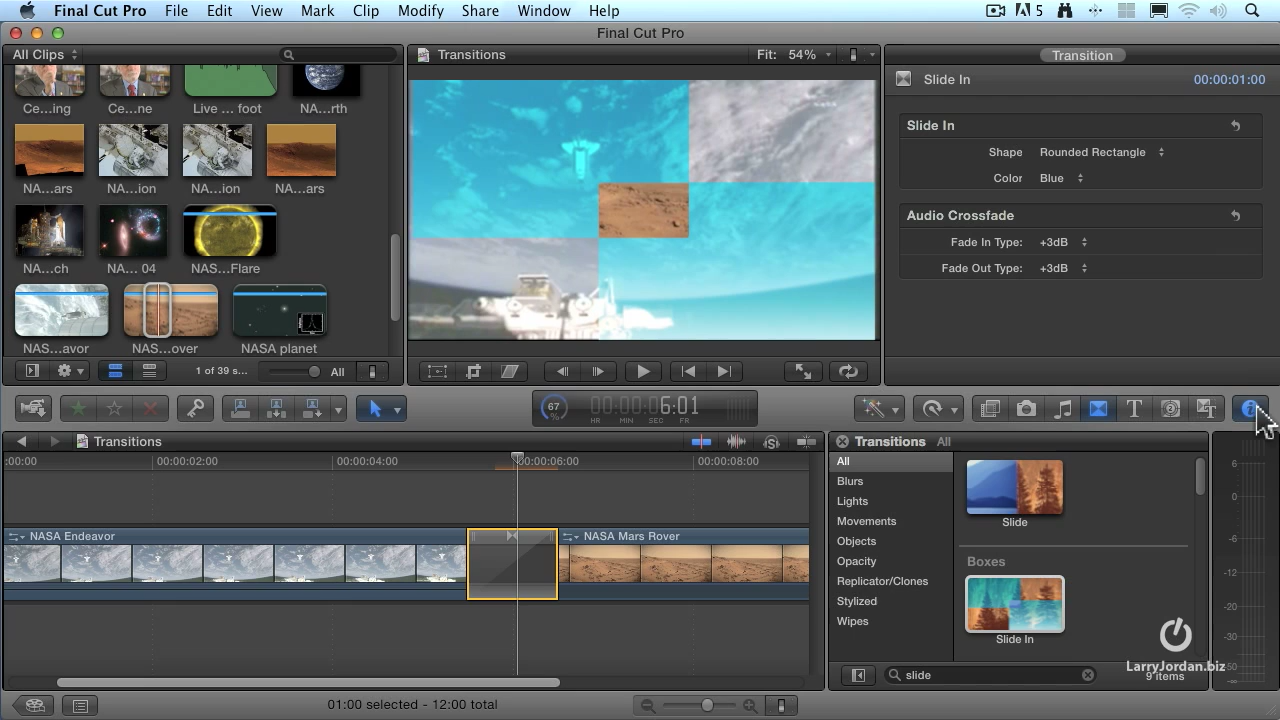 Final Cut Pro File Edit View Mark Clip Modify Share Window Help 5
Final Cut Pro
All Clips
Ce...ing Ce...ne Live ... foot NA...rth
NA...ars NA...ion NA...ion NA...ars
NA...ch NA... 04 NAS...Flare
NAS...avor NAS...over NASA planet
1 of 39 s... All
Transitions Fit: 54%
Transition
Slide In 00:00:01:00
Slide In
Shape Rounded Rectangle
Color Blue
Audio Crossfade
Fade In Type: +3dB
Fade Out Type: +3dB
67 % 00:00:06:01
HR MIN SEC FR
Transitions
:00:00 00:00:02:00 00:00:04:00 00:00:06:00 00:00:08:00
NASA Endeavor NASA Mars Rover
01:00 selected - 12:00 total
Transitions All
All
Blurs
Lights
Movements
Objects
Opacity
Replicator/Clones
Stylized
Wipes
Slide
Boxes
Slide In
slide
9 items
LarryJordan.biz
6
0
-6
-12
-20
-30
-50
-∞